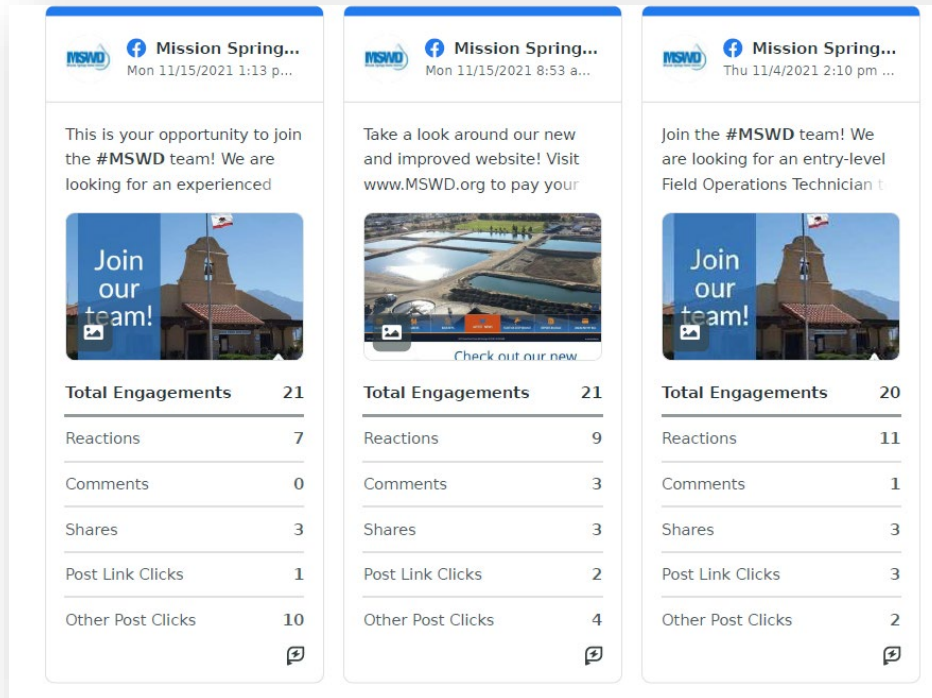 MSWD
Mission Spring...
Mon 11/15/2021 1:13 p...
This is your opportunity to join
the #MSWD team! We are
looking for an experienced
Join
our
team!
Total Engagements 21
Reactions 7
Comments 0
Shares 3
Post Link Clicks 1
Other Post Clicks 10
MSWD
Mission Spring...
Mon 11/15/2021 8:53 a...
Take a look around our new
and improved website! Visit
www.MSWD.org to pay your
Check out our new
Total Engagements 21
Reactions 9
Comments 3
Shares 3
Post Link Clicks 2
Other Post Clicks 4
MSWD
Mission Spring...
Thu 11/4/2021 2:10 pm ...
Join the #MSWD team! We
are looking for an entry-level
Field Operations Technician t
Join
our
team!
Total Engagements 20
Reactions 11
Comments 1
Shares 3
Post Link Clicks 3
Other Post Clicks 2